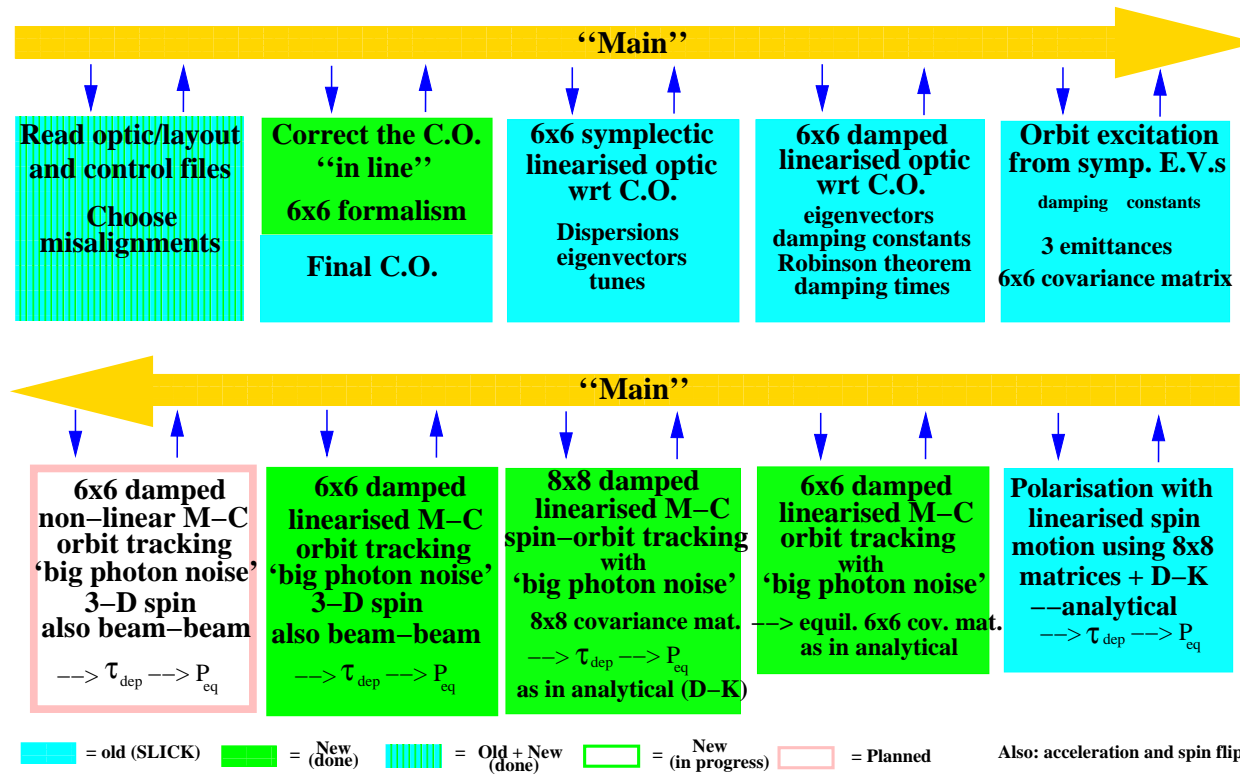 ‘‘Main’’
Read optic/layout
and control files
Choose
misalignments
Correct the C.O.
‘‘in line’’
6x6 formalism
Final C.O.
6x6 symplectic
linearised optic
wrt C.O.
Dispersions
eigenvectors
tunes
6x6 damped
linearised optic
wrt C.O.
eigenvectors
damping constants
Robinson theorem
damping times
Orbit excitation
from symp. E.V.s
damping constants
3 emittances
6x6 covariance matrix
‘‘Main’’
6x6 damped
non−linear M−C
orbit tracking
‘big photon noise’
3−D spin
also beam−beam
−−> τdep −−> Peq
6x6 damped
linearised M−C
orbit tracking
‘big photon noise’
3−D spin
also beam−beam
−−> τdep −−> Peq
8x8 damped
linearised M−C
spin−orbit tracking
with
‘big photon noise’
8x8 covariance mat.
−−> τdep −−> Peq
as in analytical (D−K)
6x6 damped
linearised M−C
orbit tracking
with
‘big photon noise’
−−> equil. 6x6 cov. mat.
as in analytical
Polarisation with
linearised spin
motion using 8x8
matrices + D−K
−−analytical
−−> τdep −−> Peq
= old (SLICK)
= New
(done)
= Old + New
(done)
= New
(in progress)
= Planned
Also: acceleration and spin flip